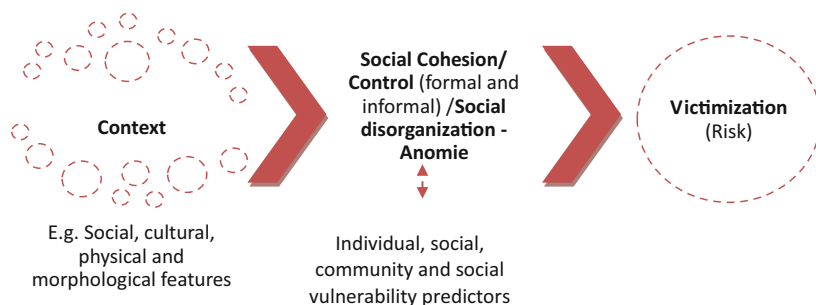 Context
E.g. Social, cultural,
physical and
morphological features
Social Cohesion/
Control (formal and
informal) /Social
disorganization -
Anomie
Individual, social,
community and social
vulnerability predictors
Victimization
(Risk)